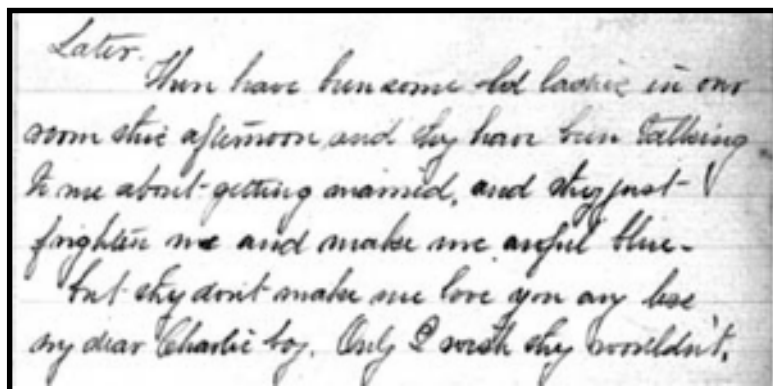 Later.
There have been some old ladies in our
room this afternoon and they have been talking
to me about getting married, and they just
frighten me and make me awful blue-
but they don't make me love you any less
my dear Charlie boy. Only I wish they wouldn't.